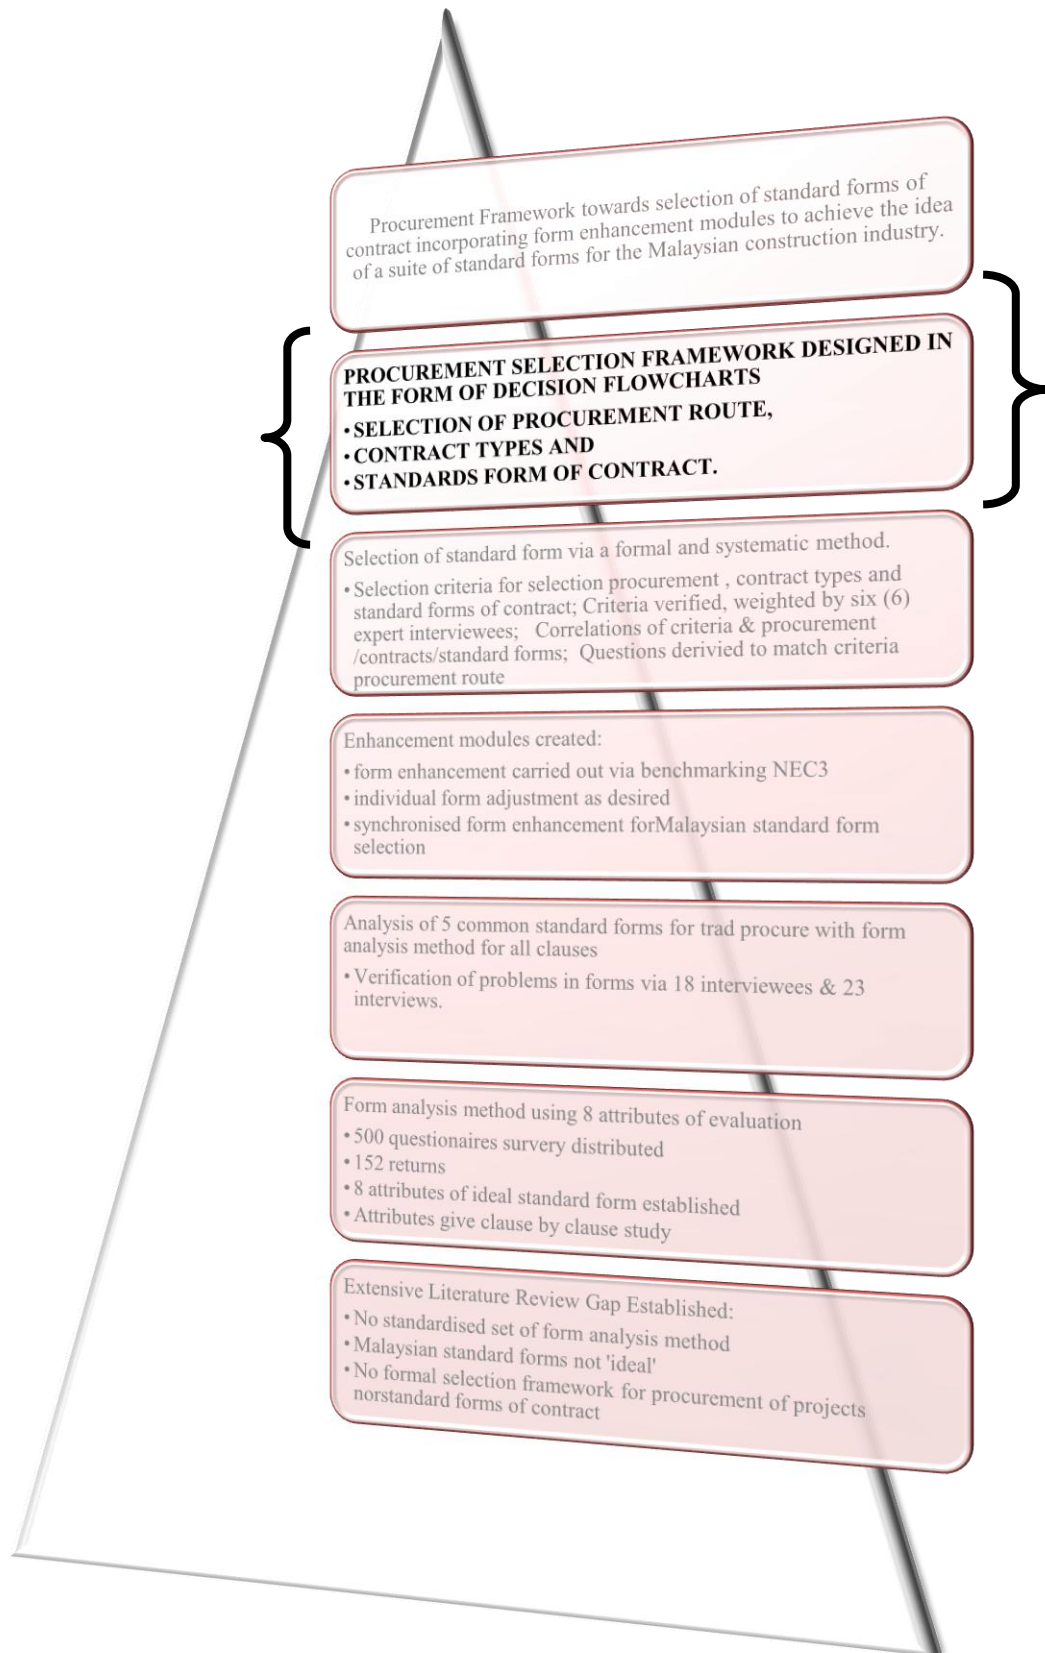 Procurement Framework towards selection of standard forms of
contract incorporating form enhancement modules to achieve the idea
of a suite of standard forms for the Malaysian construction industry.
PROCUREMENT SELECTION FRAMEWORK DESIGNED IN
THE FORM OF DECISION FLOWCHARTS
•SELECTION OF PROCUREMENT ROUTE,
•CONTRACT TYPES AND
•STANDARDS FORM OF CONTRACT.
Selection of standard form via a formal and systematic method.
•Selection criteria for selection procurement , contract types and
standard forms of contract; Criteria verified, weighted by six (6)
expert interviewees; Correlations of criteria & procurement
/contracts/standard forms; Questions derivied to match criteria
procurement route
Enhancement modules created:
•form enhancement carried out via benchmarking NEC3
•individual form adjustment as desired
•synchronised form enhancement forMalaysian standard form
selection
Analysis of 5 common standard forms for trad procure with form
analysis method for all clauses
•Verification of problems in forms via 18 interviewees & 23
interviews.
Form analysis method using 8 attributes of evaluation
•500 questionaires survery distributed
•152 returns
•8 attributes of ideal standard form established
•Attributes give clause by clause study
Extensive Literature Review Gap Established:
•No standardised set of form analysis method
•Malaysian standard forms not 'ideal'
•No formal selection framework for procurement of projects
norstandard forms of contract